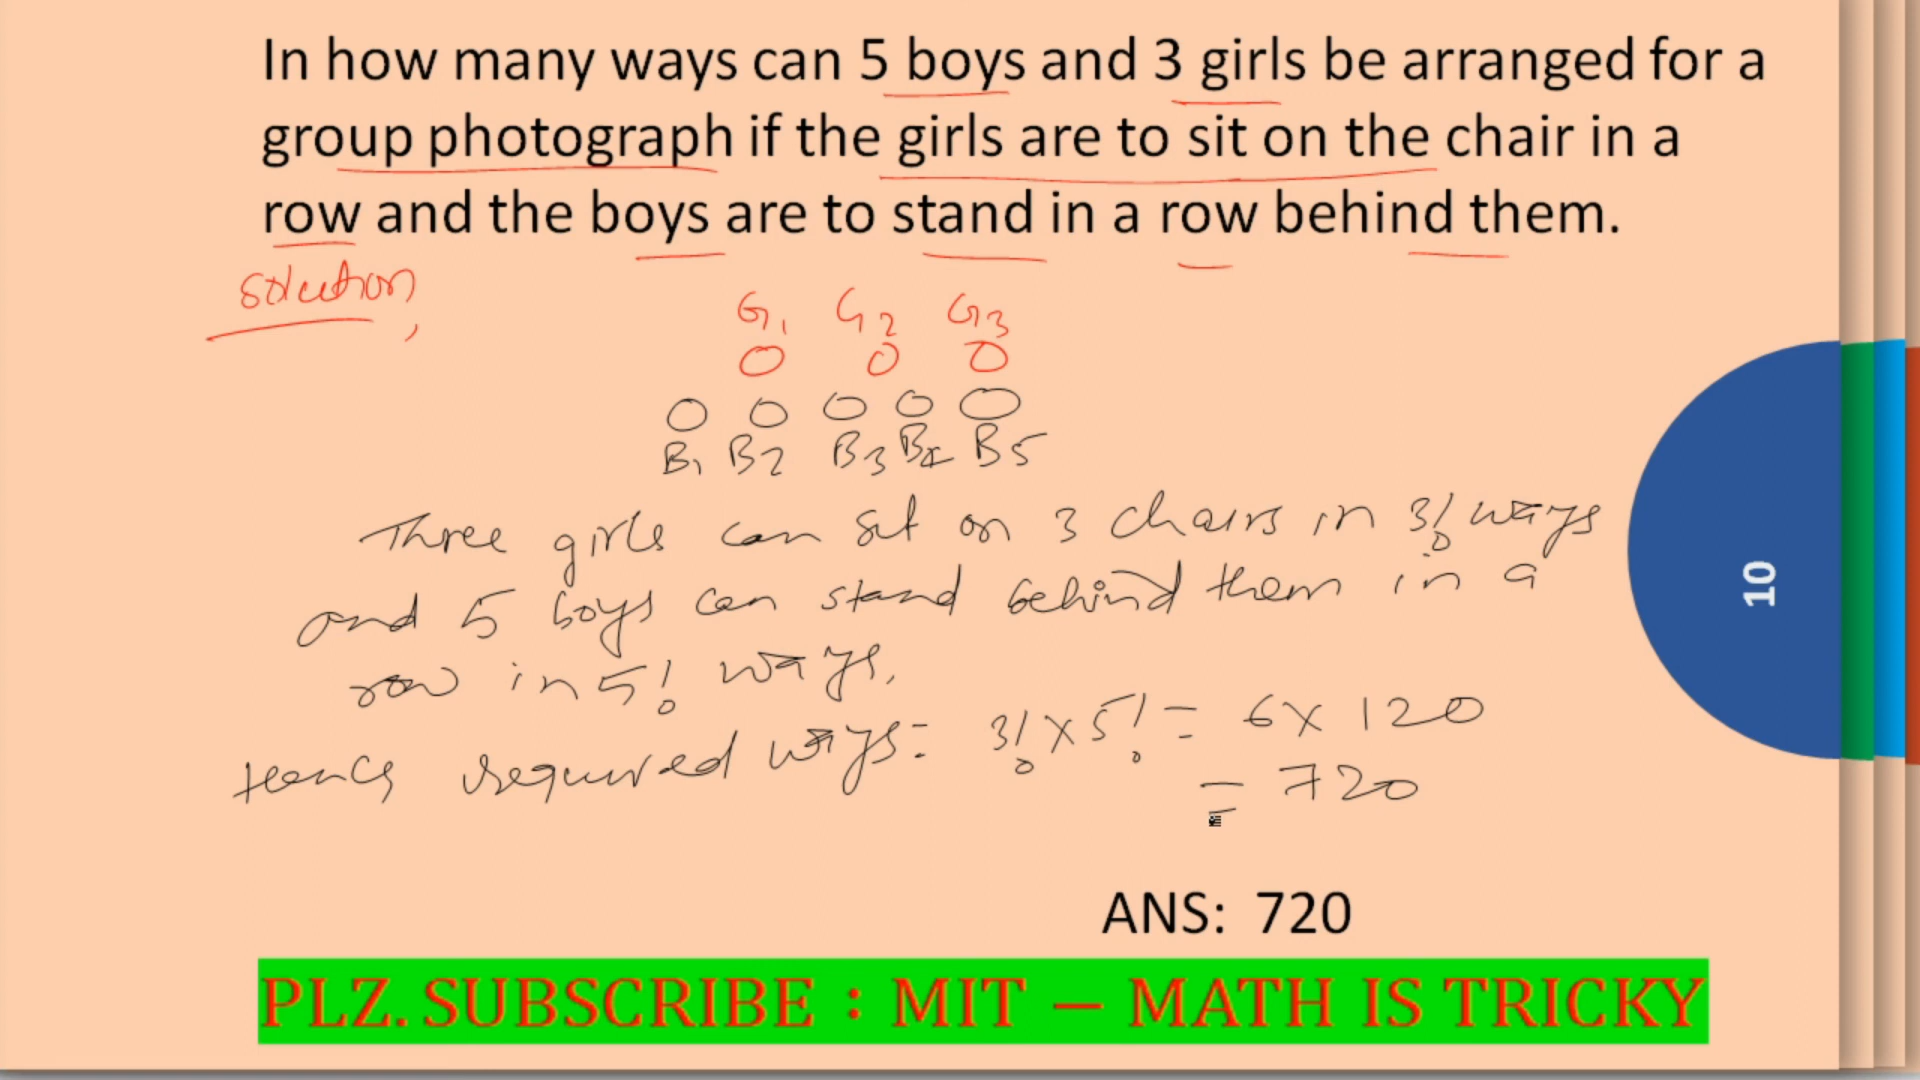 In how many ways can 5 boys and 3 girls be arranged for a
group photograph if the girls are to sit on the chair in a
row and the boys are to stand in a row behind them.
solution,
G1 G2 G3
B1 B2 B3 B4 B5
Three girls can sit on 3 chairs in 3! ways
and 5 boys can stand behind them in a
row in 5! ways.
Hence required ways = 3! × 5! = 6 × 120
= 720
10
ANS: 720
PLZ. SUBSCRIBE : MIT – MATH IS TRICKY